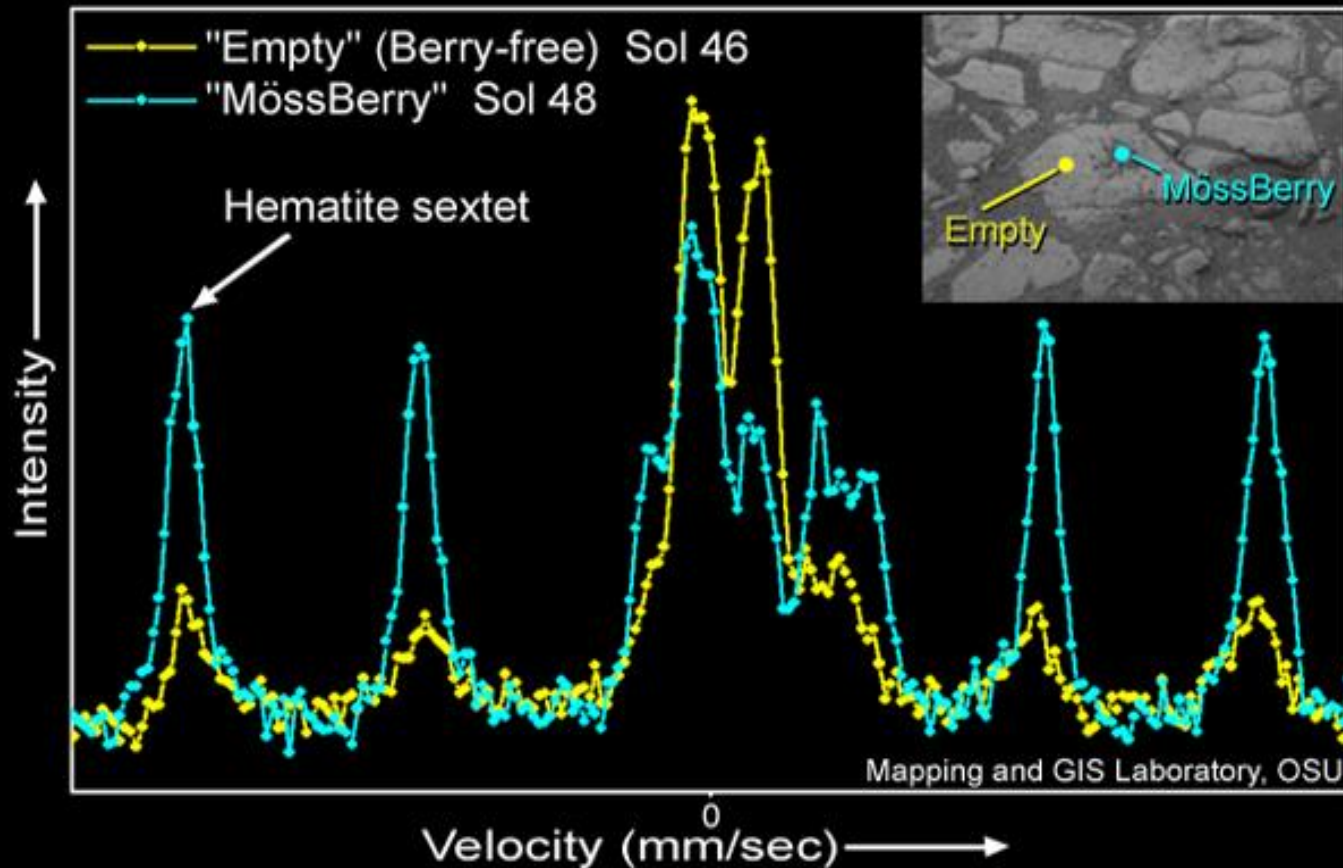 "Empty" (Berry-free) Sol 46
"MössBerry" Sol 48
Hematite sextet
Empty
MössBerry
Intensity
Mapping and GIS Laboratory, OSU
0
Velocity (mm/sec)